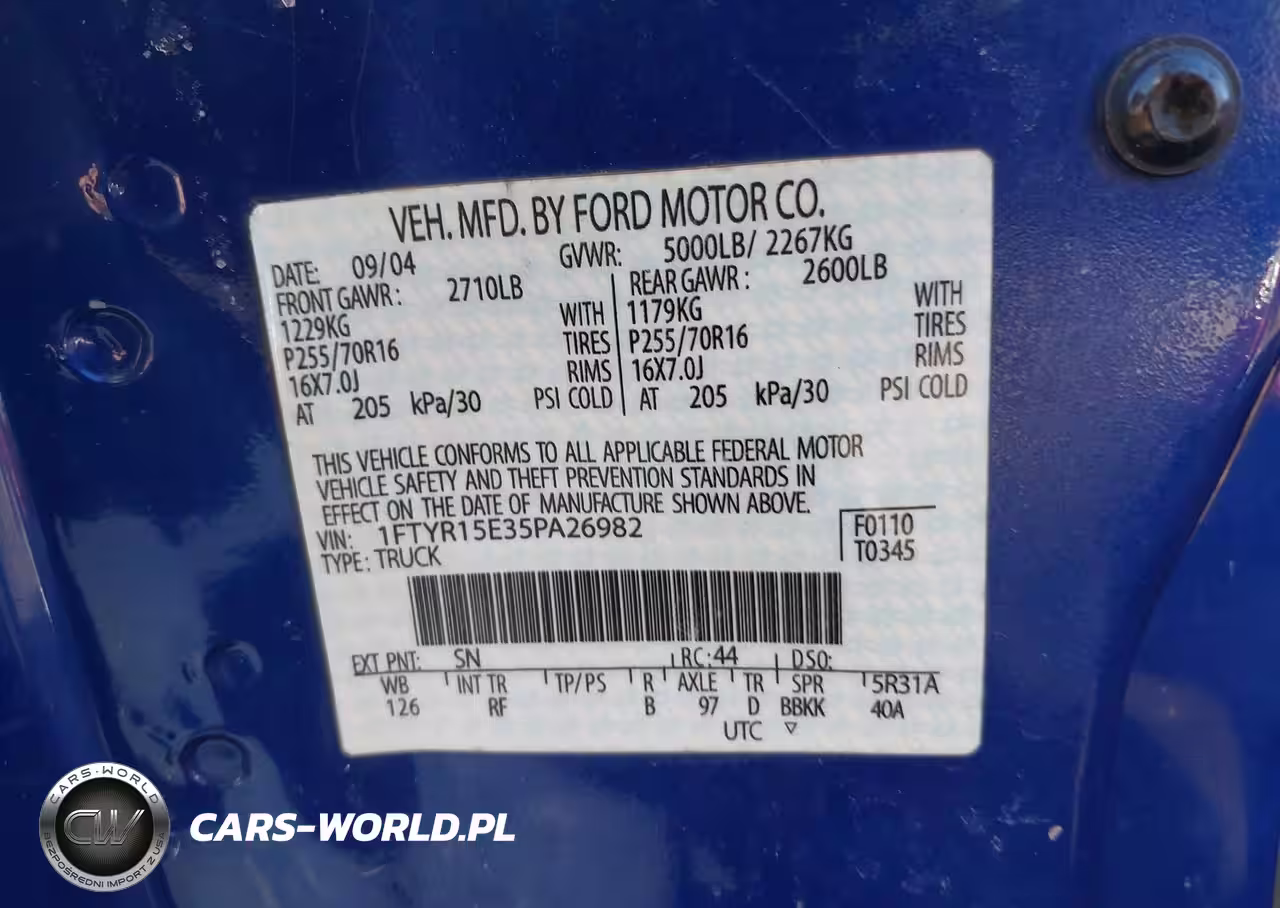 VEH. MFD. BY FORD MOTOR CO.
DATE: 09/04 GVWR: 5000LB/ 2267KG
FRONT GAWR: 2710LB REAR GAWR: 2600LB
1229KG WITH 1179KG WITH
P255/70R16 TIRES P255/70R16 TIRES
16X7.0J RIMS 16X7.0J RIMS
AT 205 kPa/30 PSI COLD AT 205 kPa/30 PSI COLD
THIS VEHICLE CONFORMS TO ALL APPLICABLE FEDERAL MOTOR
VEHICLE SAFETY AND THEFT PREVENTION STANDARDS IN
EFFECT ON THE DATE OF MANUFACTURE SHOWN ABOVE.
VIN: 1FTYR15E35PA26982 F0110
TYPE: TRUCK T0345
EXT PNT: SN RC:44 DSO:
WB INT TR TP/PS R AXLE TR SPR 5R31A
126 RF B 97 D BBKK 40A
UTC ▽
CARS-WORLD
CW
BEZPOŚREDNI IMPORT Z USA
CARS-WORLD.PL